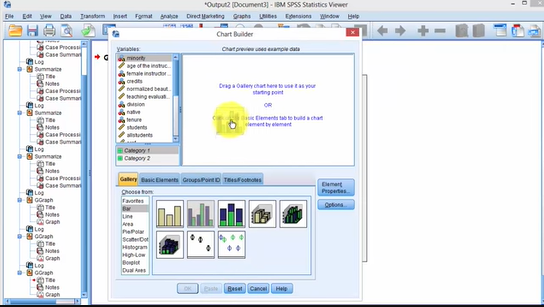 *Output2 [Document3] - IBM SPSS Statistics Viewer
File Edit View Data Transform Insert Format Analyze Direct Marketing Graphs Utilities Extensions Window Help
Chart Builder
Variables:
Chart preview uses example data
minority
age of the instruc...
female instructor ...
credits
normalized beaut...
teaching evaluati...
division
native
tenure
students
allstudents
Category 1
Category 2
Drag a Gallery chart here to use it as your
starting point
OR
Basic Elements tab to build a chart
element by element
Gallery Basic Elements Groups/Point ID Titles/Footnotes
Choose from:
Favorites
Bar
Line
Area
Pie/Polar
Scatter/Dot
Histogram
High-Low
Boxplot
Dual Axes
Element
Properties...
Options...
OK Paste Reset Cancel Help
Case Processi
Case Summari
Log
Summarize
Title
Notes
Case Processi
Case Summari
Log
Summarize
Title
Notes
Case Processi
Case Summari
Log
Summarize
Title
Notes
Case Processi
Case Summari
Log
GGraph
Title
Notes
Graph
Log
GGraph
Title
Notes
Graph
Log
GGraph
Title
Notes
Graph